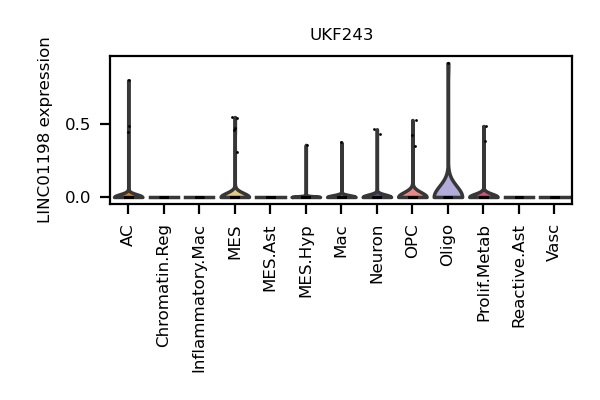 UKF243
LINC01198 expression
0.5
0.0
AC
Chromatin.Reg
Inflammatory.Mac
MES
MES.Ast
MES.Hyp
Mac
Neuron
OPC
Oligo
Prolif.Metab
Reactive.Ast
Vasc